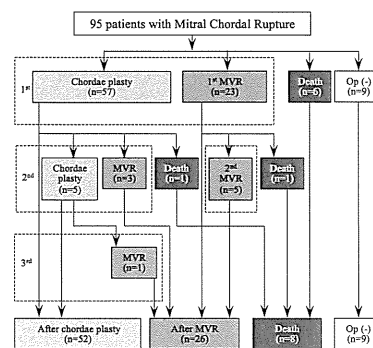 95 patients with Mitral Chordal Rupture
1st
Chordae plasty
(n=57)
1st MVR
(n=23)
Death
(n=6)
Op (-)
(n=9)
2nd
Chordae
plasty
(n=5)
MVR
(n=3)
Death
(n=1)
2nd
MVR
(n=5)
Death
(n=1)
3rd
MVR
(n=1)
After chordae plasty
(n=52)
After MVR
(n=26)
Death
(n=8)
Op (-)
(n=9)